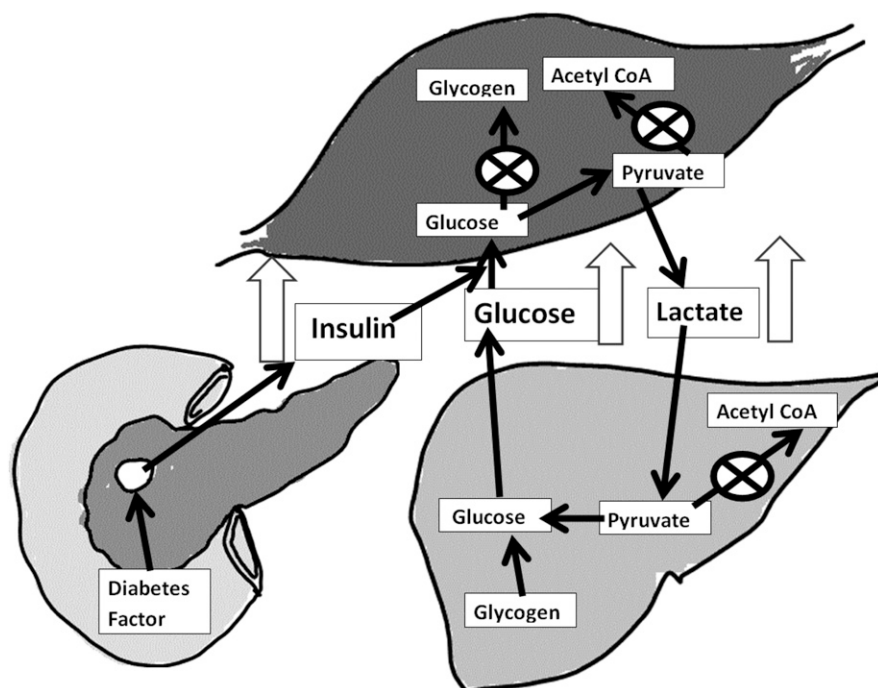 Acetyl CoA
Glycogen
Pyruvate
Glucose
Insulin
Glucose
Lactate
Acetyl CoA
Glucose
Pyruvate
Diabetes
Factor
Glycogen